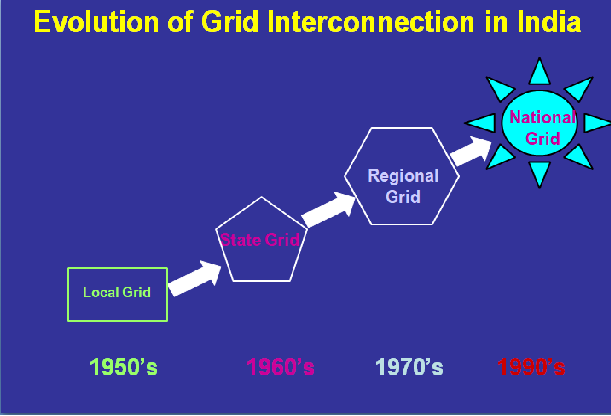 Evolution of Grid Interconnection in India
National
Grid
Regional
Grid
State Grid
Local Grid
1950's
1960's
1970's
1990's